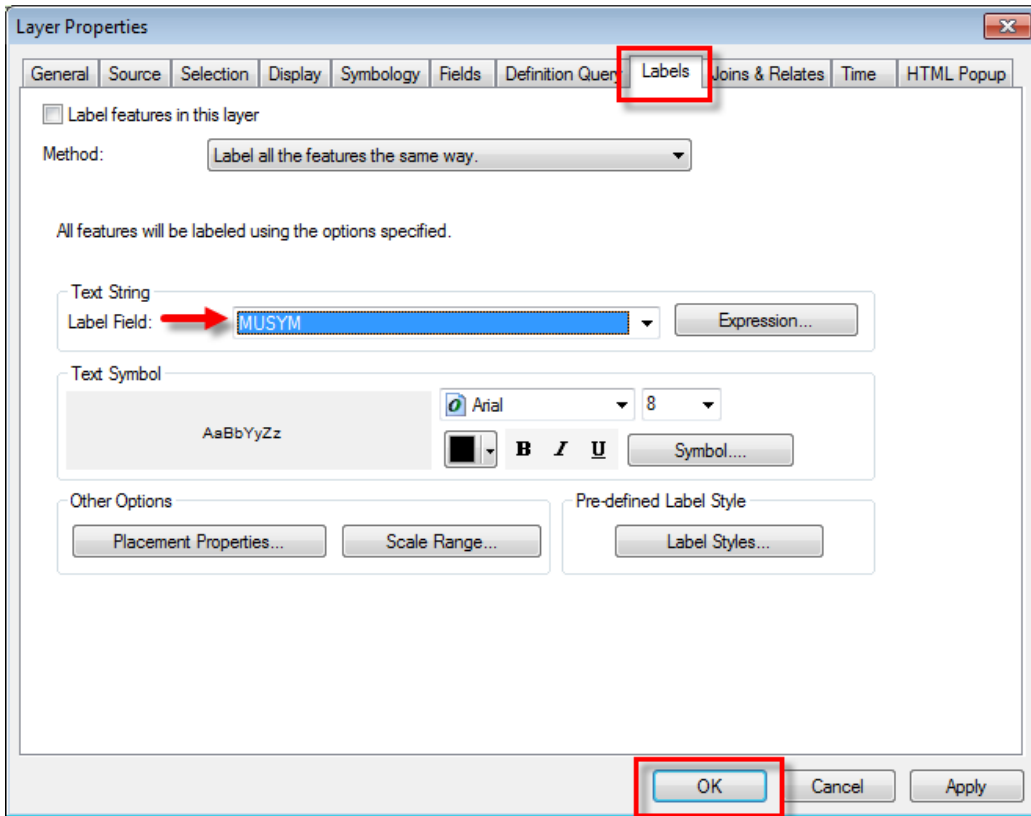 Layer Properties
General Source Selection Display Symbology Fields Definition Query Labels Joins & Relates Time HTML Popup
Label features in this layer
Method: Label all the features the same way.
All features will be labeled using the options specified.
Text String
Label Field: MUSYM Expression...
Text Symbol
AaBbYyZz
Arial 8
B I U Symbol....
Other Options Pre-defined Label Style
Placement Properties... Scale Range... Label Styles...
OK Cancel Apply